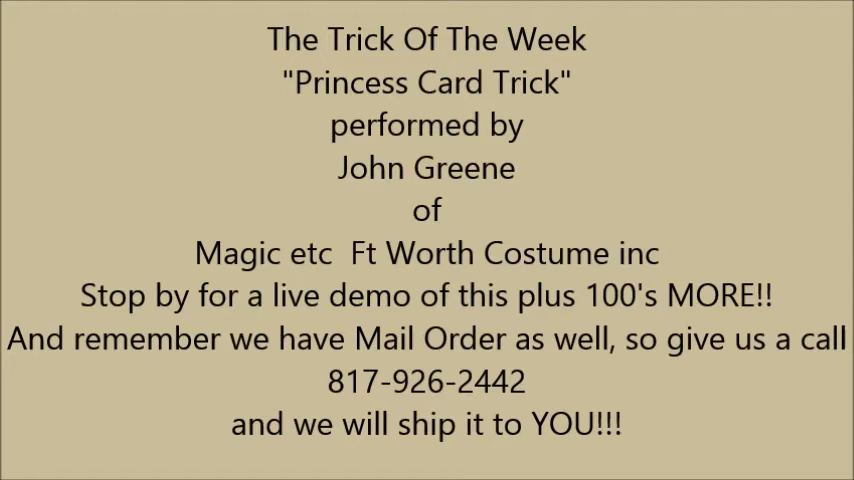 The Trick Of The Week
"Princess Card Trick"
performed by
John Greene
of
Magic etc  Ft Worth Costume inc
Stop by for a live demo of this plus 100's MORE!!
And remember we have Mail Order as well, so give us a call
817-926-2442
and we will ship it to YOU!!!